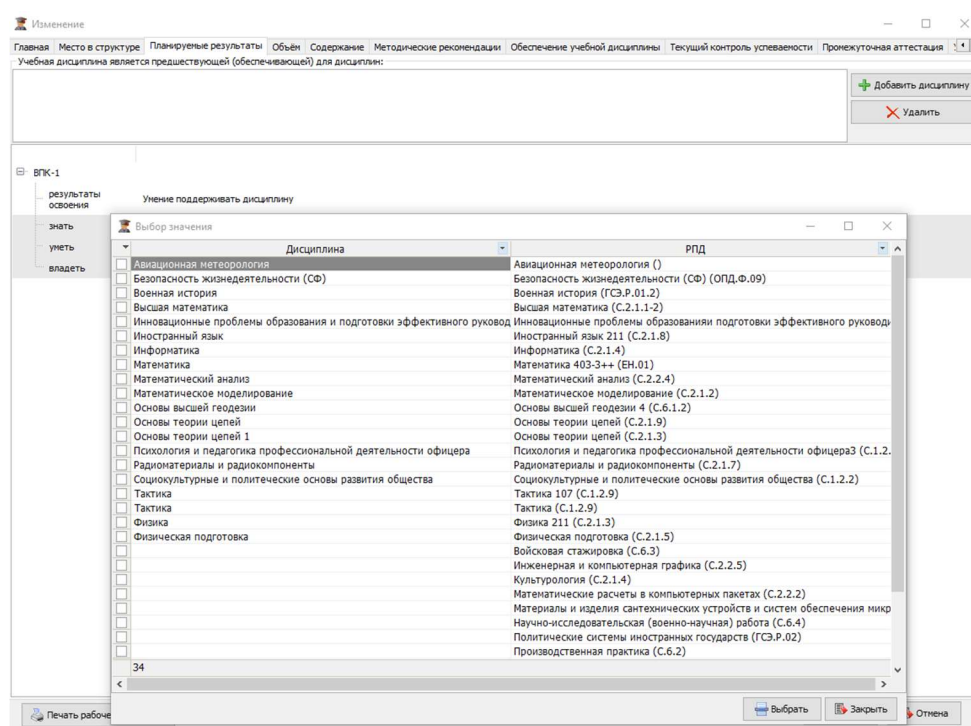 Изменение
Главная Место в структуре Планируемые результаты Объём Содержание Методические рекомендации Обеспечение учебной дисциплины Текущий контроль успеваемости Промежуточная аттестация
Учебная дисциплина является предшествующей (обеспечивающей) для дисциплин:
Добавить дисциплину
Удалить
ВПК-1
результаты освоения
Умение поддерживать дисциплину
знать
уметь
владеть
Выбор значения
Дисциплина РПД
Авиационная метеорология Авиационная метеорология ()
Безопасность жизнедеятельности (СФ) Безопасность жизнедеятельности (СФ) (ОПД.Ф.09)
Военная история Военная история (ГСЭ.Р.01.2)
Высшая математика Высшая математика (С.2.1.1-2)
Инновационные проблемы образования и подготовки эффективного руковод Инновационные проблемы образованияи подготовки эффективного руководи
Иностранный язык Иностранный язык 211 (С.2.1.8)
Информатика Информатика (С.2.1.4)
Математика Математика 403-3++ (ЕН.01)
Математический анализ Математический анализ (С.2.2.4)
Математическое моделирование Математическое моделирование (С.2.1.2)
Основы высшей геодезии Основы высшей геодезии 4 (С.6.1.2)
Основы теории цепей Основы теории цепей (С.2.1.9)
Основы теории цепей 1 Основы теории цепей (С.2.1.3)
Психология и педагогика профессиональной деятельности офицера Психология и педагогика профессиональной деятельности офицера3 (С.1.2.
Радиоматериалы и радиокомпоненты Радиоматериалы и радиокомпоненты (С.2.1.7)
Социокультурные и политеческие основы развития общества Социокультурные и политеческие основы развития общества (С.1.2.2)
Тактика Тактика 107 (С.1.2.9)
Тактика Тактика (С.1.2.9)
Физика Физика 211 (С.2.1.3)
Физическая подготовка Физическая подготовка (С.2.1.5)
Войсковая стажировка (С.6.3)
Инженерная и компьютерная графика (С.2.2.5)
Культурология (С.2.1.4)
Математические расчеты в компьютерных пакетах (С.2.2.2)
Материалы и изделия сантехнических устройств и систем обеспечения микр
Научно-исследовательская (военно-научная) работа (С.6.4)
Политические системы иностранных государств (ГСЭ.Р.02)
Производственная практика (С.6.2)
34
Выбрать Закрыть
Печать рабоче Отмена